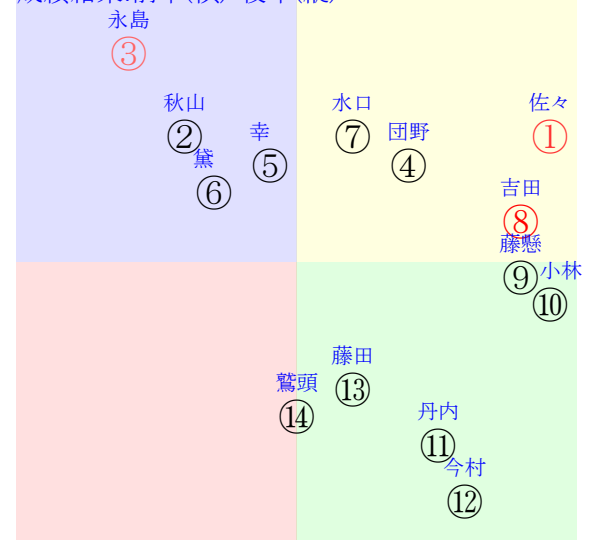 永島
③
秋山 水口 佐々
② ⑦ ①
幸 団野
黛 ⑤ ④
⑥ 吉田
⑧
藤懸
⑨ 小林
⑩
藤田
鷲頭 ⑬
⑭ 丹内
⑪
今村
⑫